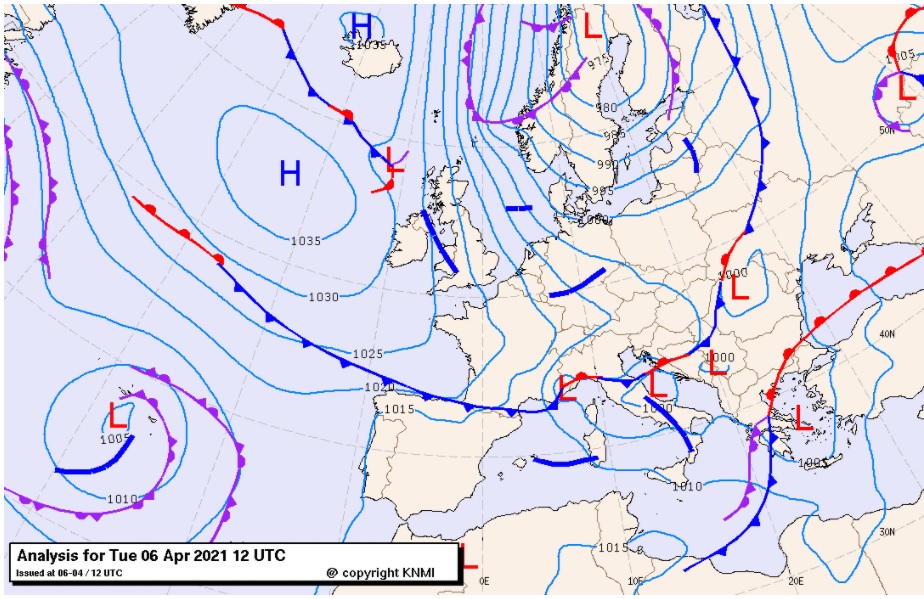 H
1035
L
975
980
985
990
995
1000
L
1005
50N
L
H
1035
1030
1025
1020
1015
1000
L
40N
L
1005
1010
L
L
L
1000
1010
L
1005
1010
30N
1015
L
0E
10E
20E
Analysis for Tue 06 Apr 2021 12 UTC
Issued at 06-04 / 12 UTC
@ copyright KNMI